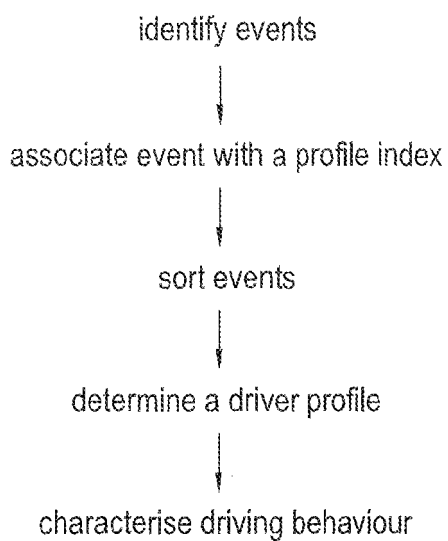 identify events
associate event with a profile index
sort events
determine a driver profile
characterise driving behaviour